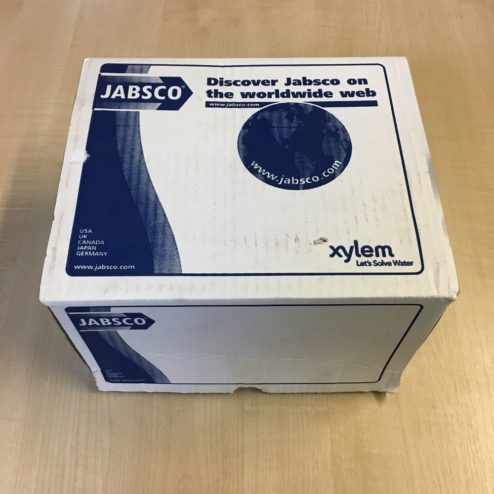 JABSCO®
Discover Jabsco on
the worldwide web
www.jabsco.com
www.jabsco.com
USA
UK
CANADA
JAPAN
GERMANY
www.jabsco.com
xylem
Let's Solve Water
JABSCO